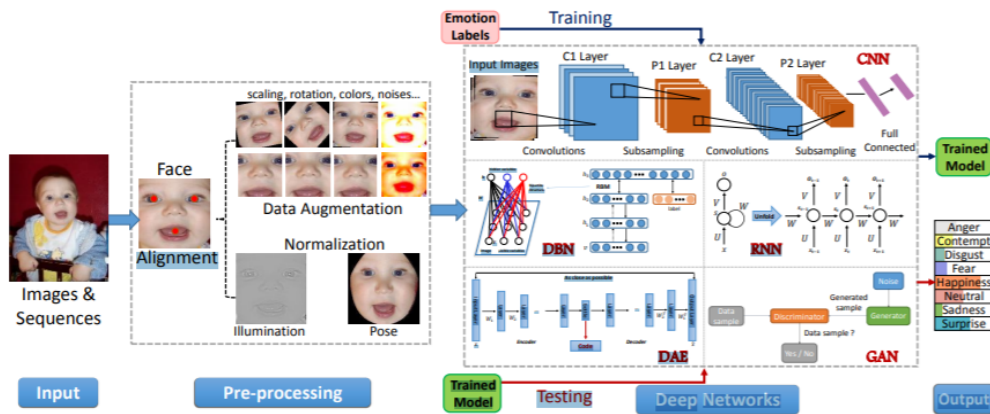 Emotion
Labels
Training
Input Images
C1 Layer
P1 Layer
C2 Layer
P2 Layer
CNN
Convolutions
Subsampling
Convolutions
Subsampling
Full
Connected
scaling, rotation, colors, noises...
Face
Alignment
Data Augmentation
Normalization
Illumination
Pose
Images &
Sequences
RBM
label
DBN
Unfold
RNN
As close as possible
Encoder
Code
Decoder
DAE
Noise
Generated
sample
Data
sample
Discriminator
Generator
Data sample ?
Yes / No
GAN
Trained
Model
Anger
Contempt
Disgust
Fear
Happiness
Neutral
Sadness
Surprise
Trained
Model
Testing
Input
Pre-processing
Deep Networks
Output